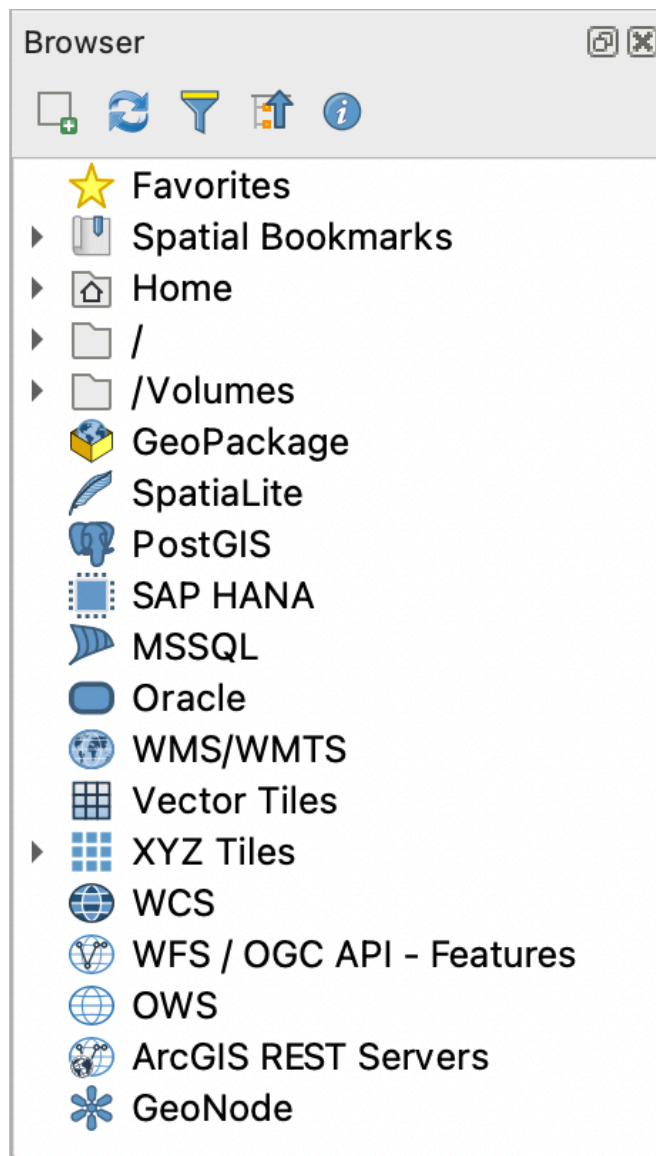 Browser
Favorites
Spatial Bookmarks
Home
/
/Volumes
GeoPackage
SpatiaLite
PostGIS
SAP HANA
MSSQL
Oracle
WMS/WMTS
Vector Tiles
XYZ Tiles
WCS
WFS / OGC API - Features
OWS
ArcGIS REST Servers
GeoNode